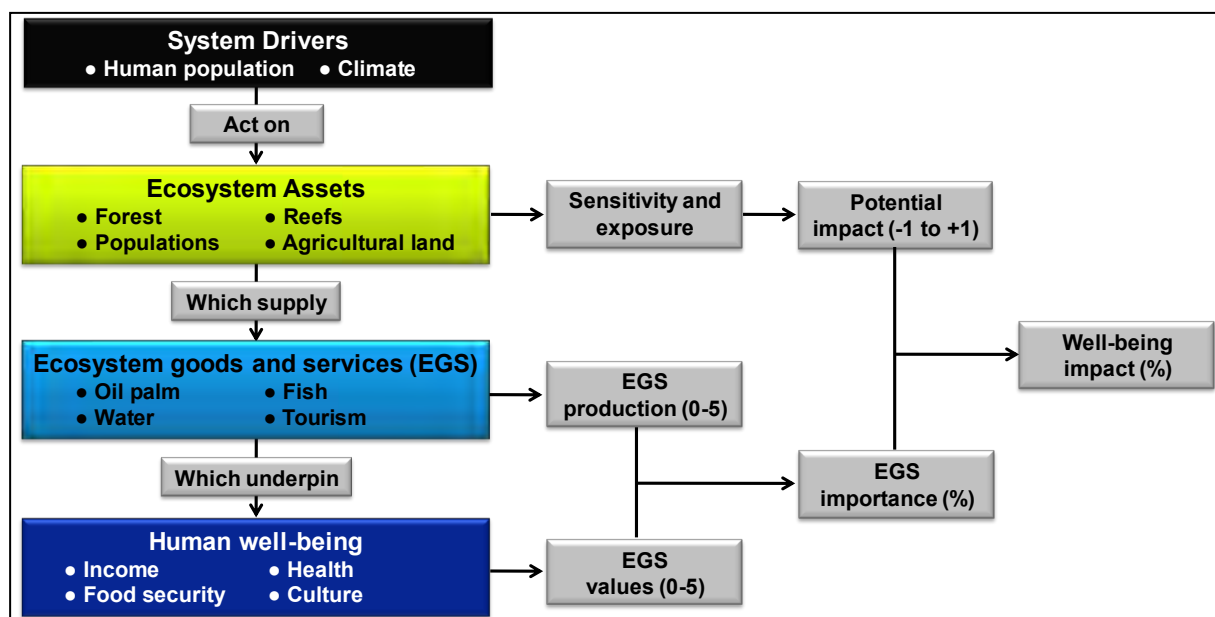 System Drivers
● Human population ● Climate
Act on
Ecosystem Assets
● Forest ● Reefs
● Populations ● Agricultural land
Sensitivity and
exposure
Potential
impact (-1 to +1)
Which supply
Ecosystem goods and services (EGS)
● Oil palm ● Fish
● Water ● Tourism
EGS
production (0-5)
Well-being
impact (%)
Which underpin
EGS
importance (%)
Human well-being
● Income ● Health
● Food security ● Culture
EGS
values (0-5)